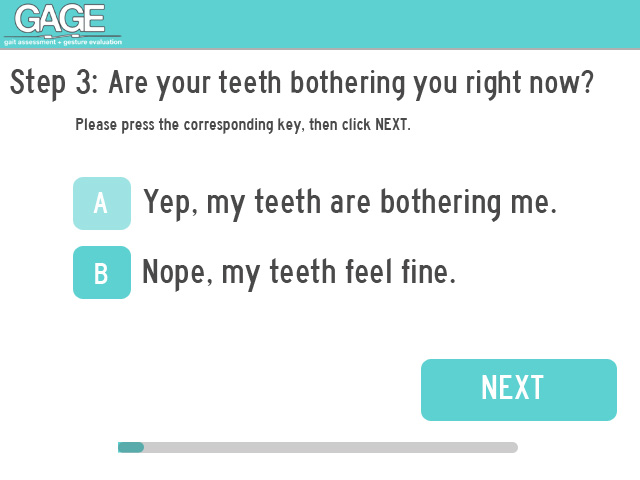 GAGE
gait assessment + gesture evaluation
Step 3: Are your teeth bothering you right now?
Please press the corresponding key, then click NEXT.
A Yep, my teeth are bothering me.
B Nope, my teeth feel fine.
NEXT